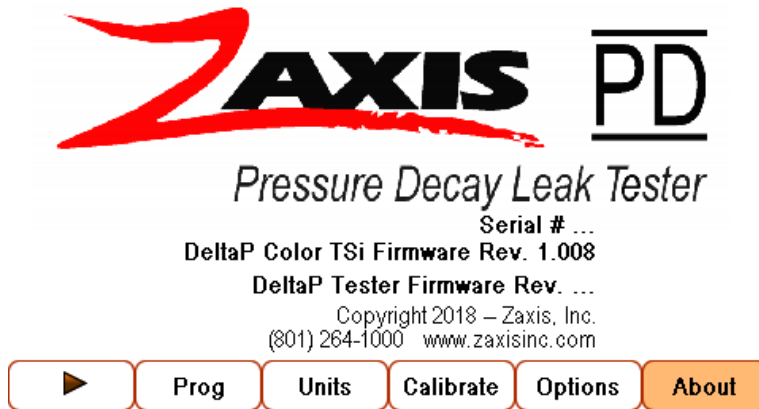 ZAXIS PD
Pressure Decay Leak Tester
Serial # ...
DeltaP Color TSi Firmware Rev. 1.008
DeltaP Tester Firmware Rev. ...
Copyright 2018 – Zaxis, Inc.
(801) 264-1000 www.zaxisinc.com
Prog Units Calibrate Options About